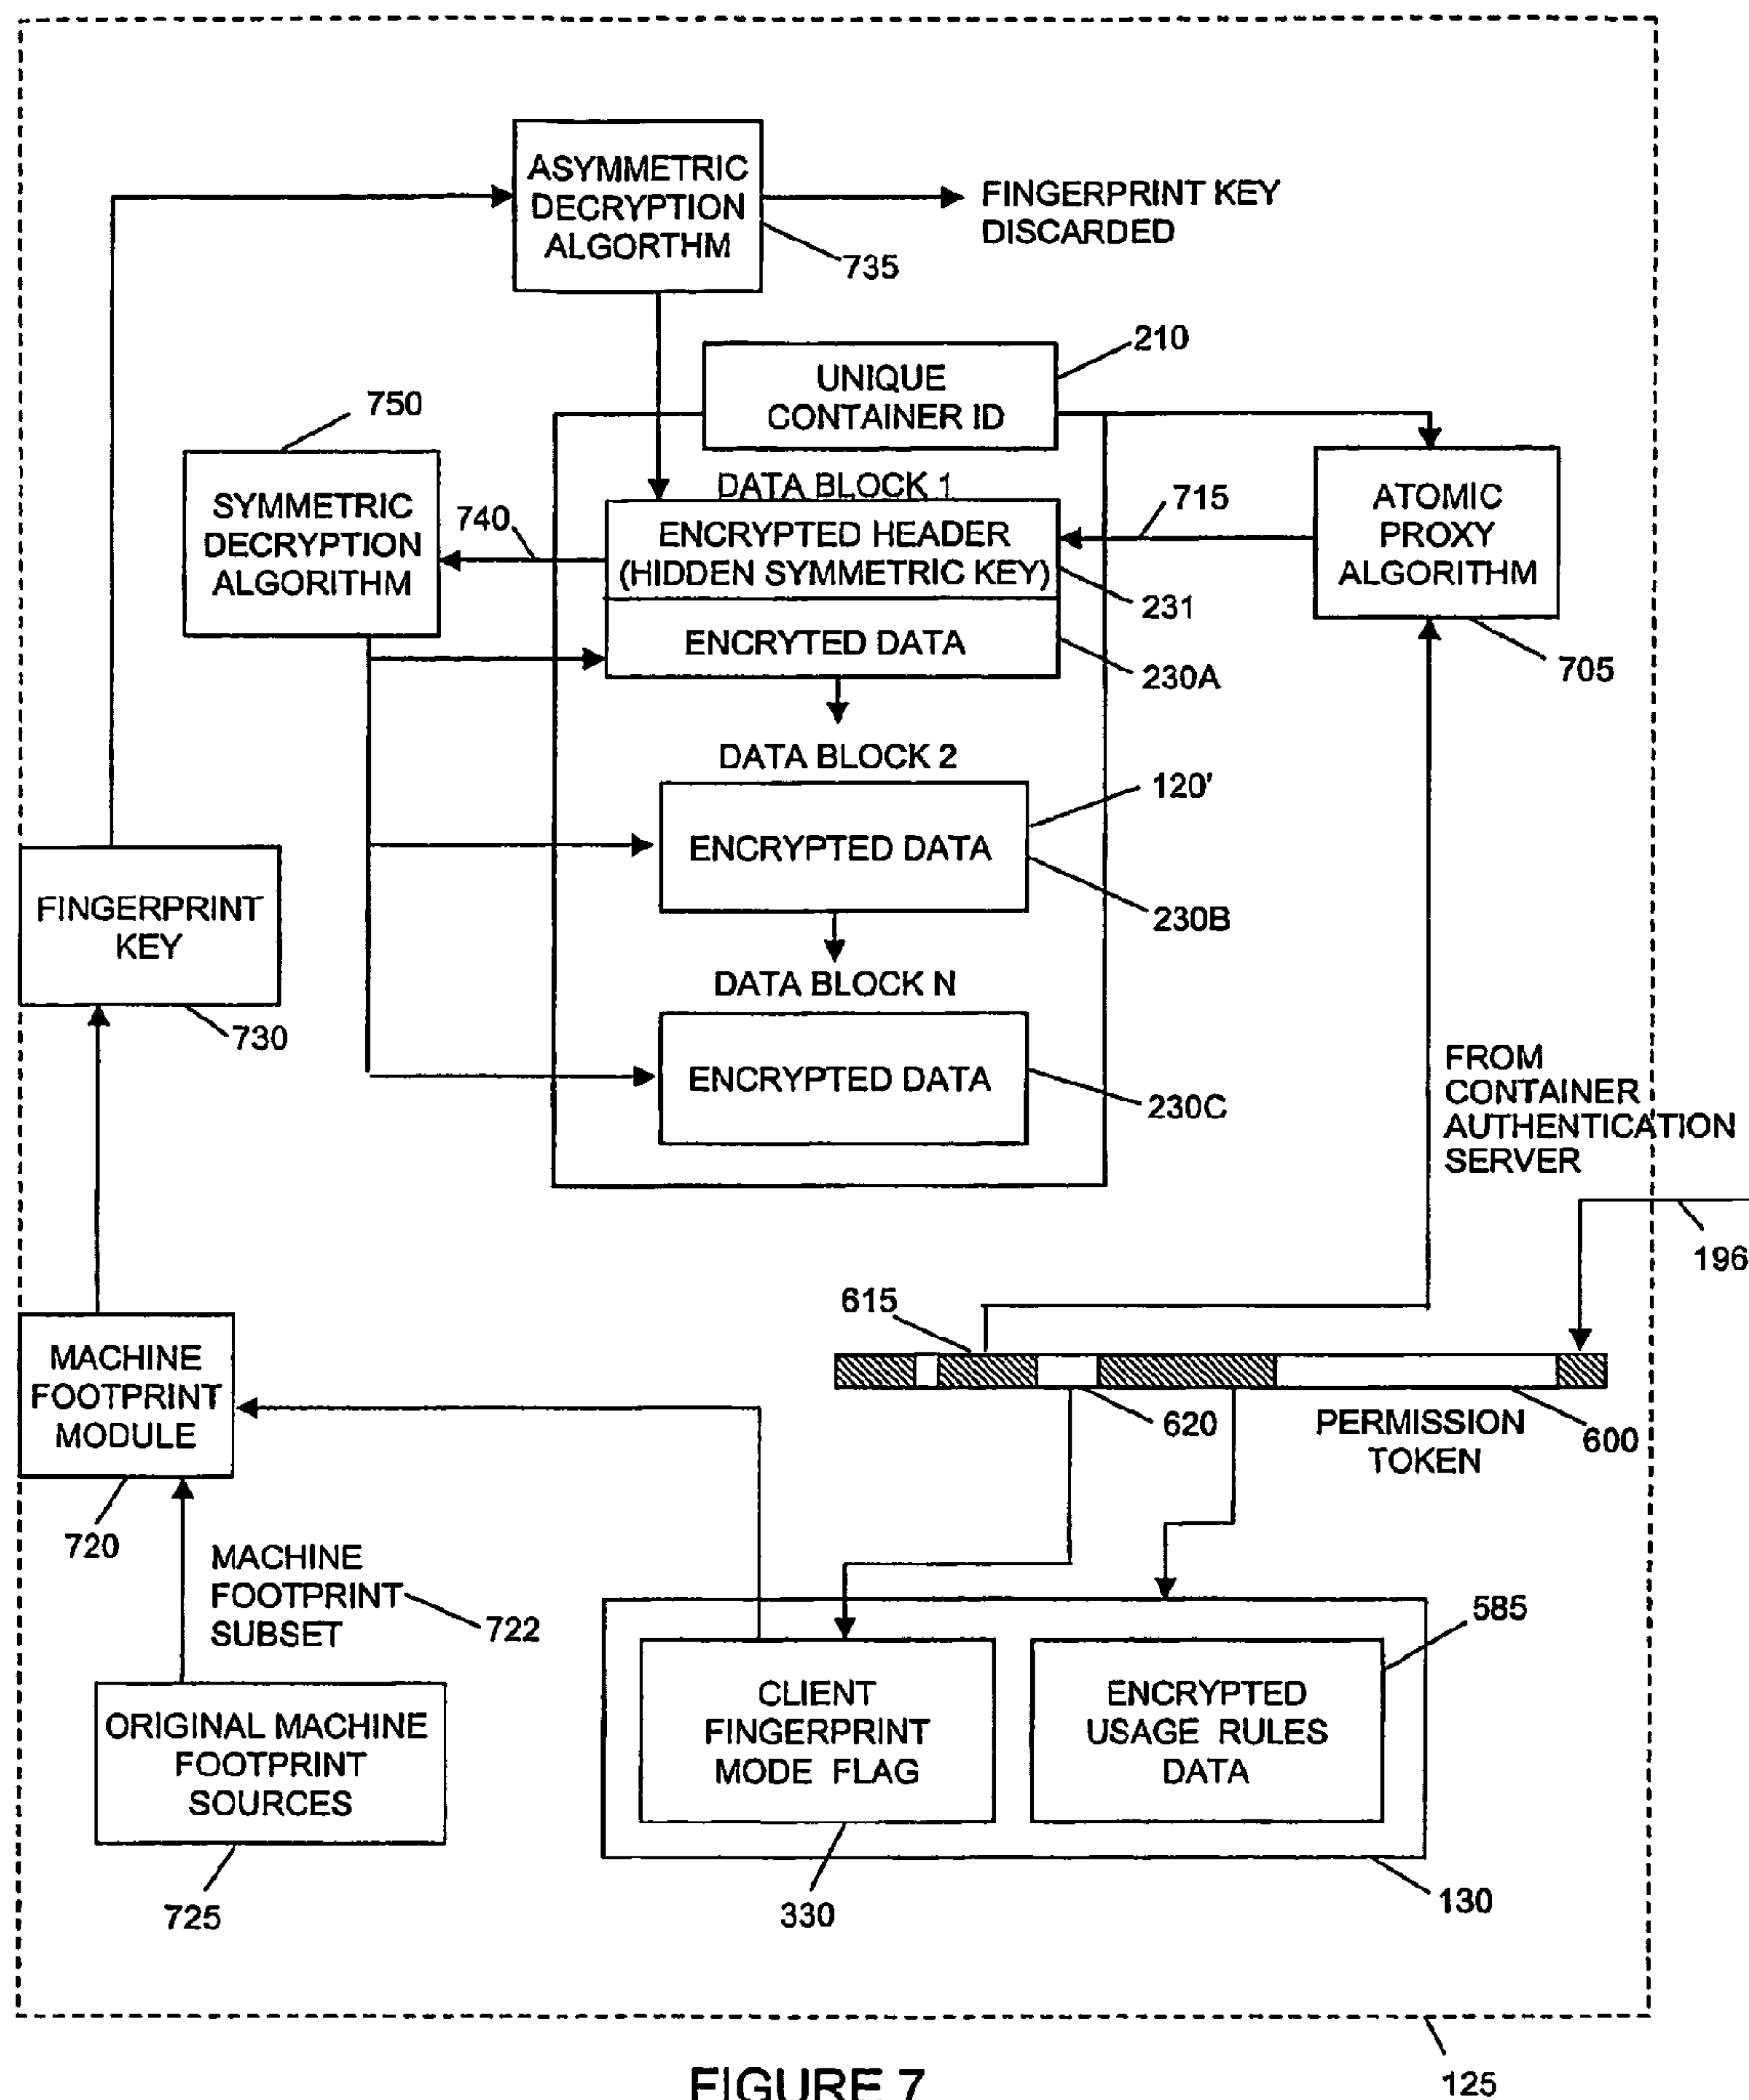 ASYMMETRIC
DECRYPTION
ALGORTHM
FINGERPRINT KEY
DISCARDED
735
210
UNIQUE
CONTAINER ID
750
SYMMETRIC
DECRYPTION
ALGORITHM
740
DATA BLOCK 1
ENCRYPTED HEADER
(HIDDEN SYMMETRIC KEY)
715
ATOMIC
PROXY
ALGORITHM
231
ENCRYTED DATA
230A
705
DATA BLOCK 2
120'
ENCRYPTED DATA
230B
FINGERPRINT
KEY
730
DATA BLOCK N
ENCRYPTED DATA
230C
FROM
CONTAINER
AUTHENTICATION
SERVER
196
615
620
PERMISSION
TOKEN
600
MACHINE
FOOTPRINT
MODULE
720
MACHINE
FOOTPRINT
SUBSET
722
585
CLIENT
FINGERPRINT
MODE FLAG
ENCRYPTED
USAGE RULES
DATA
ORIGINAL MACHINE
FOOTPRINT
SOURCES
725
330
130
125
FIGURE 7